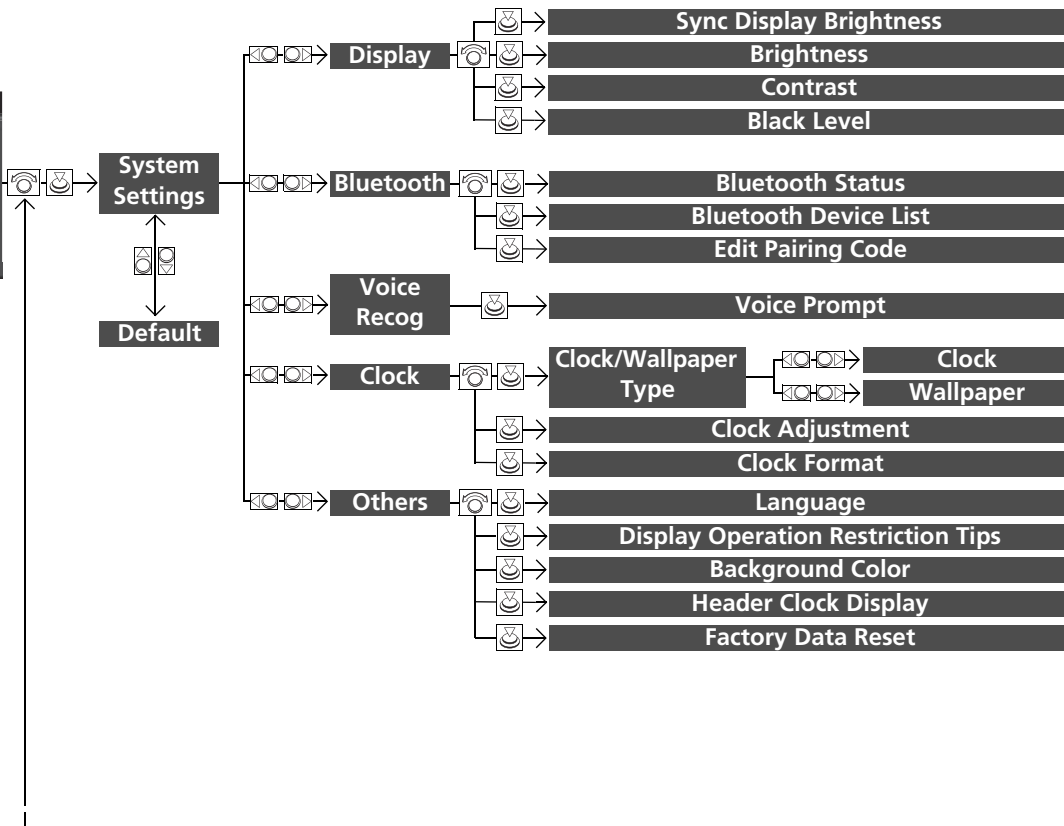 System
Settings
Default
Display
Sync Display Brightness
Brightness
Contrast
Black Level
Bluetooth
Bluetooth Status
Bluetooth Device List
Edit Pairing Code
Voice
Recog
Voice Prompt
Clock
Clock/Wallpaper
Type
Clock
Wallpaper
Clock Adjustment
Clock Format
Others
Language
Display Operation Restriction Tips
Background Color
Header Clock Display
Factory Data Reset